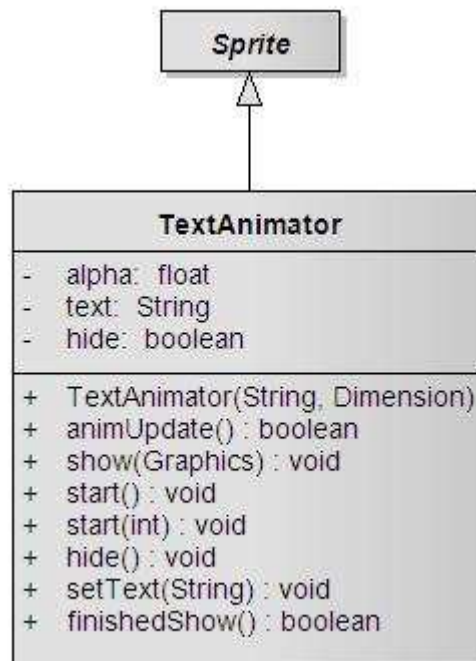 Sprite
TextAnimator
- alpha: float
- text: String
- hide: boolean
+ TextAnimator(String, Dimension)
+ animUpdate() : boolean
+ show(Graphics) : void
+ start() : void
+ start(int) : void
+ hide() : void
+ setText(String) : void
+ finishedShow() : boolean